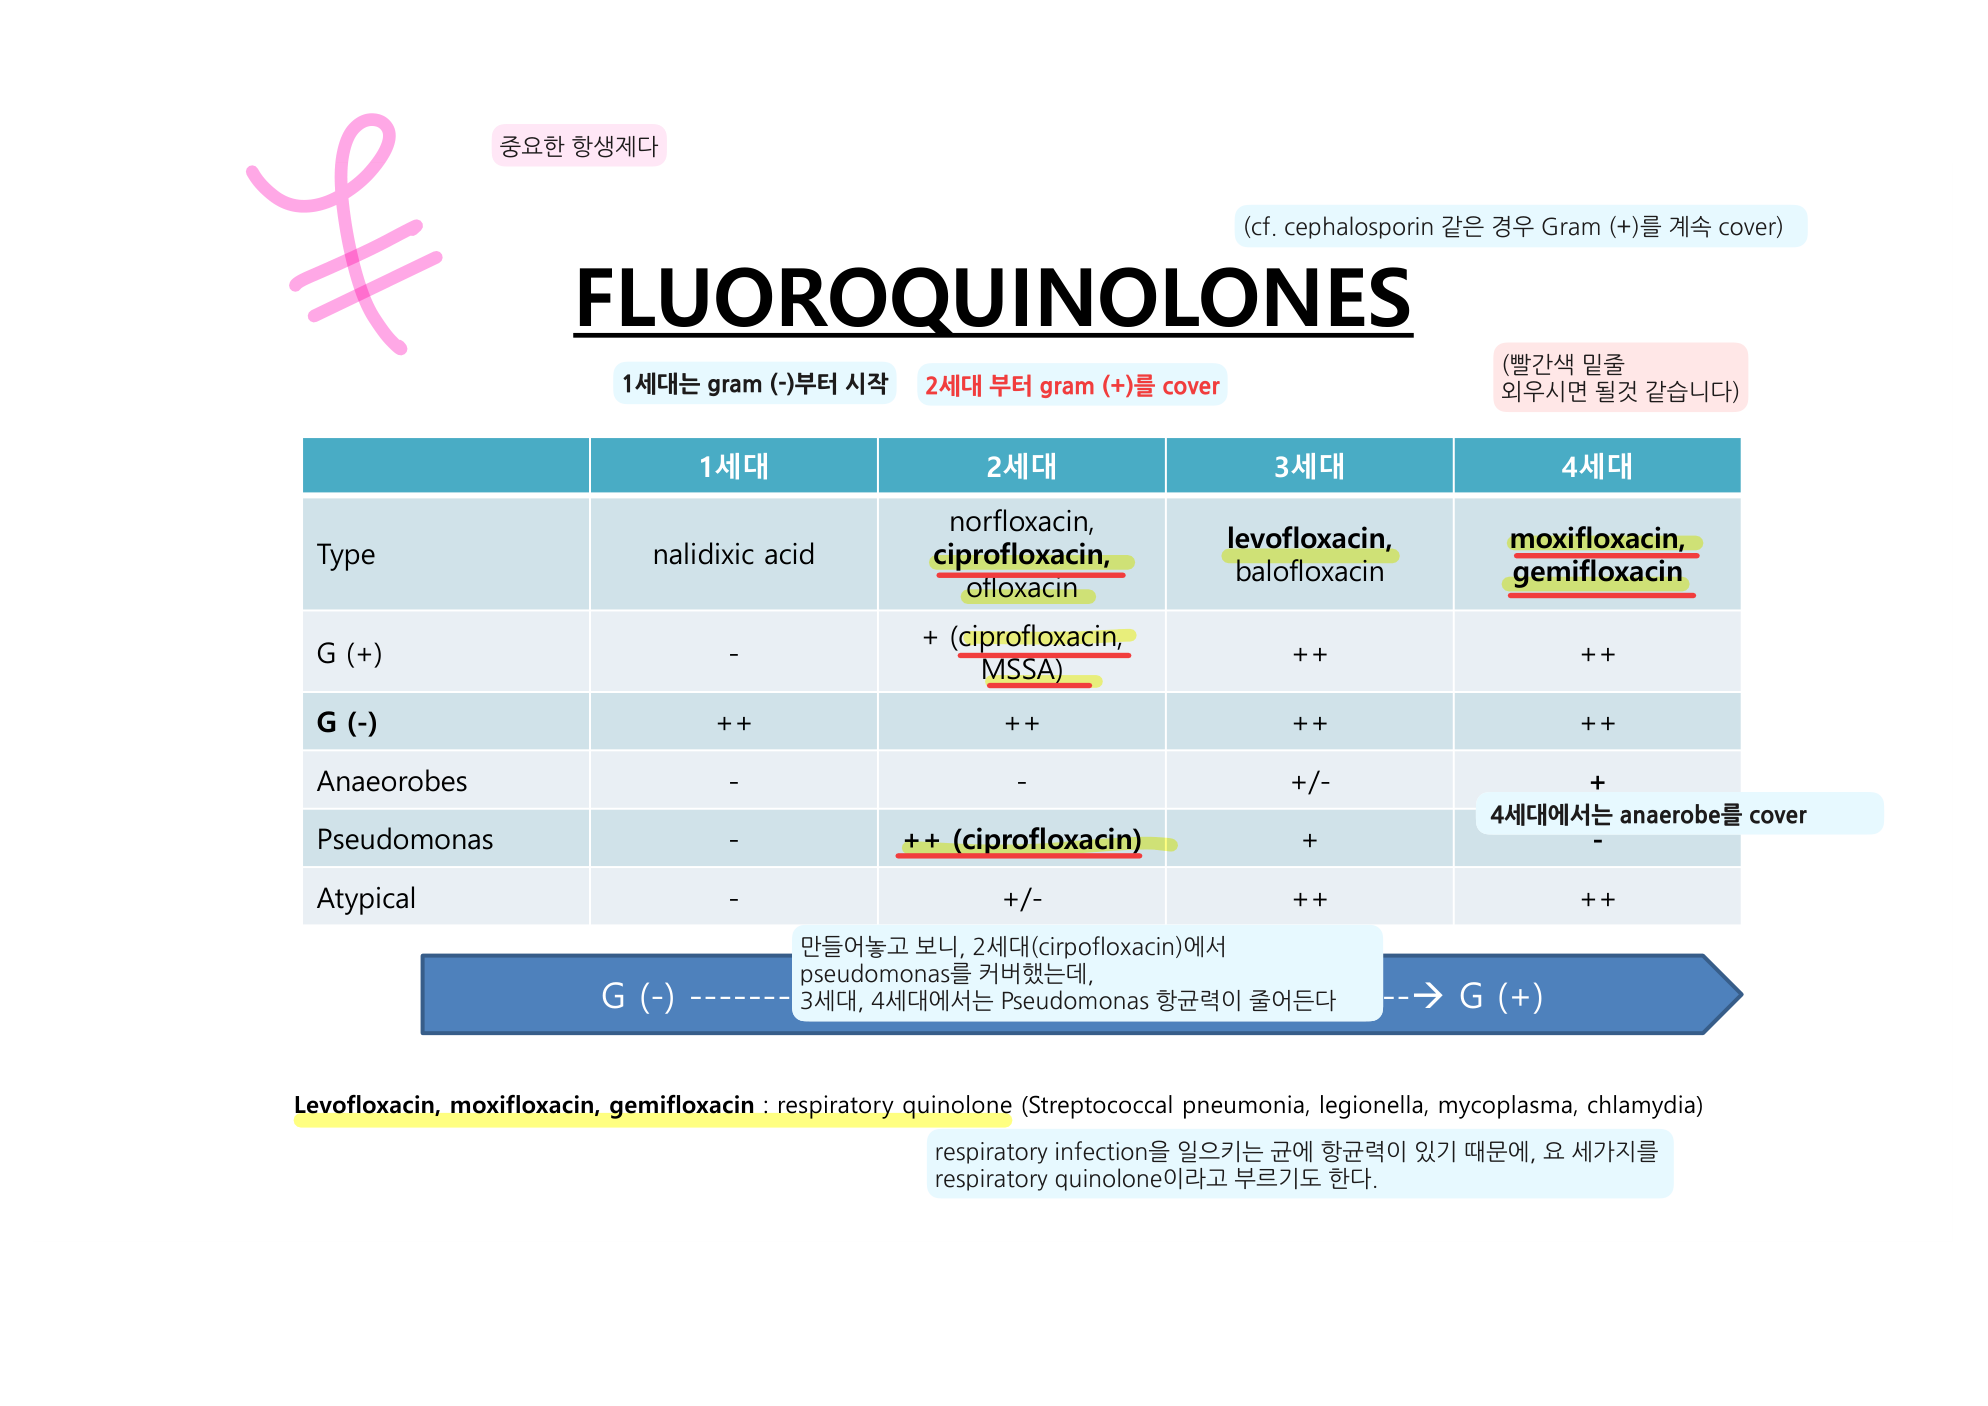 중요한 항생제다
(cf. cephalosporin 같은 경우 Gram (+)를 계속 cover)
FLUOROQUINOLONES
1세대는 gram (-)부터 시작
2세대 부터 gram (+)를 cover
(빨간색 밑줄
외우시면 될것 같습니다)
1세대 2세대 3세대 4세대
Type
nalidixic acid
norfloxacin,
ciprofloxacin,
ofloxacin
levofloxacin,
balofloxacin
moxifloxacin,
gemifloxacin
G (+)
-
+ (ciprofloxacin,
MSSA)
++
++
G (-) ++ ++ ++ ++
Anaeorobes - - +/- +
4세대에서는 anaerobe를 cover
Pseudomonas - ++ (ciprofloxacin) + -
Atypical - +/- ++ ++
만들어놓고 보니, 2세대(cirpofloxacin)에서
pseudomonas를 커버했는데,
3세대, 4세대에서는 Pseudomonas 항균력이 줄어든다
G (-) ------- --→ G (+)
Levofloxacin, moxifloxacin, gemifloxacin : respiratory quinolone (Streptococcal pneumonia, legionella, mycoplasma, chlamydia)
respiratory infection을 일으키는 균에 항균력이 있기 때문에, 요 세가지를
respiratory quinolone이라고 부르기도 한다.